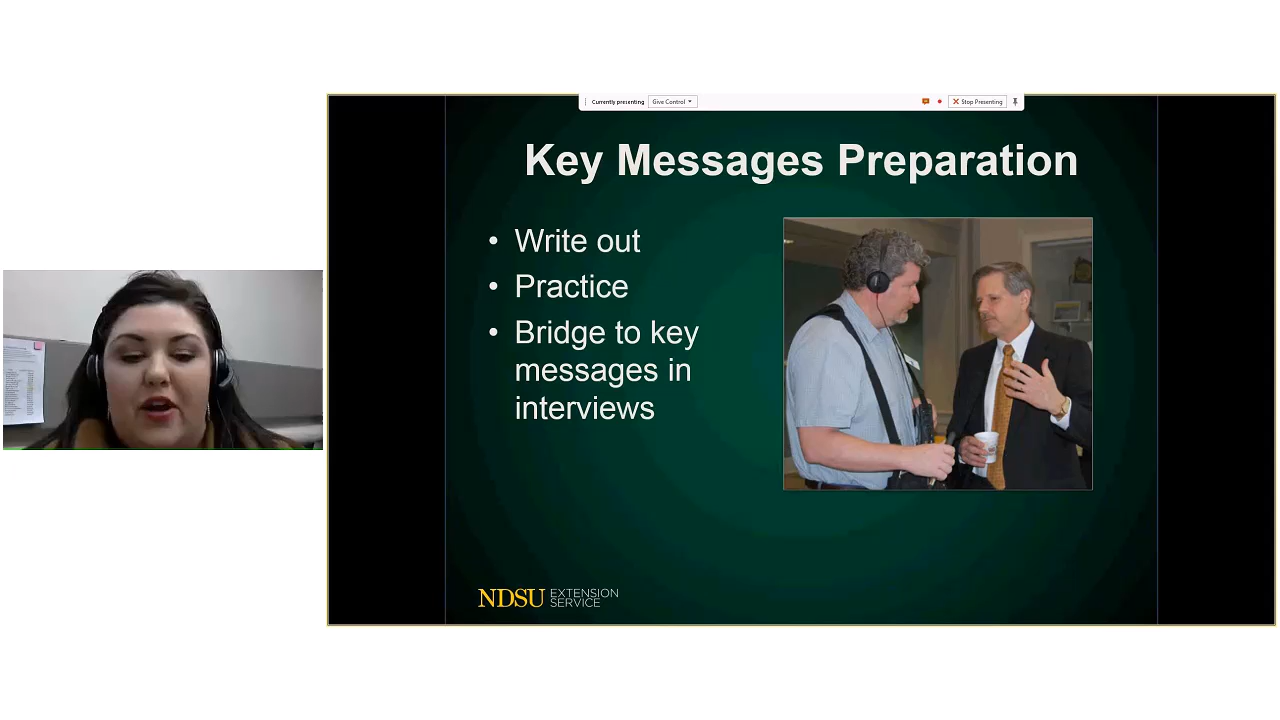 Currently presenting Give Control Stop Presenting
Key Messages Preparation
• Write out
• Practice
• Bridge to key
messages in
interviews
NDSU EXTENSION
SERVICE